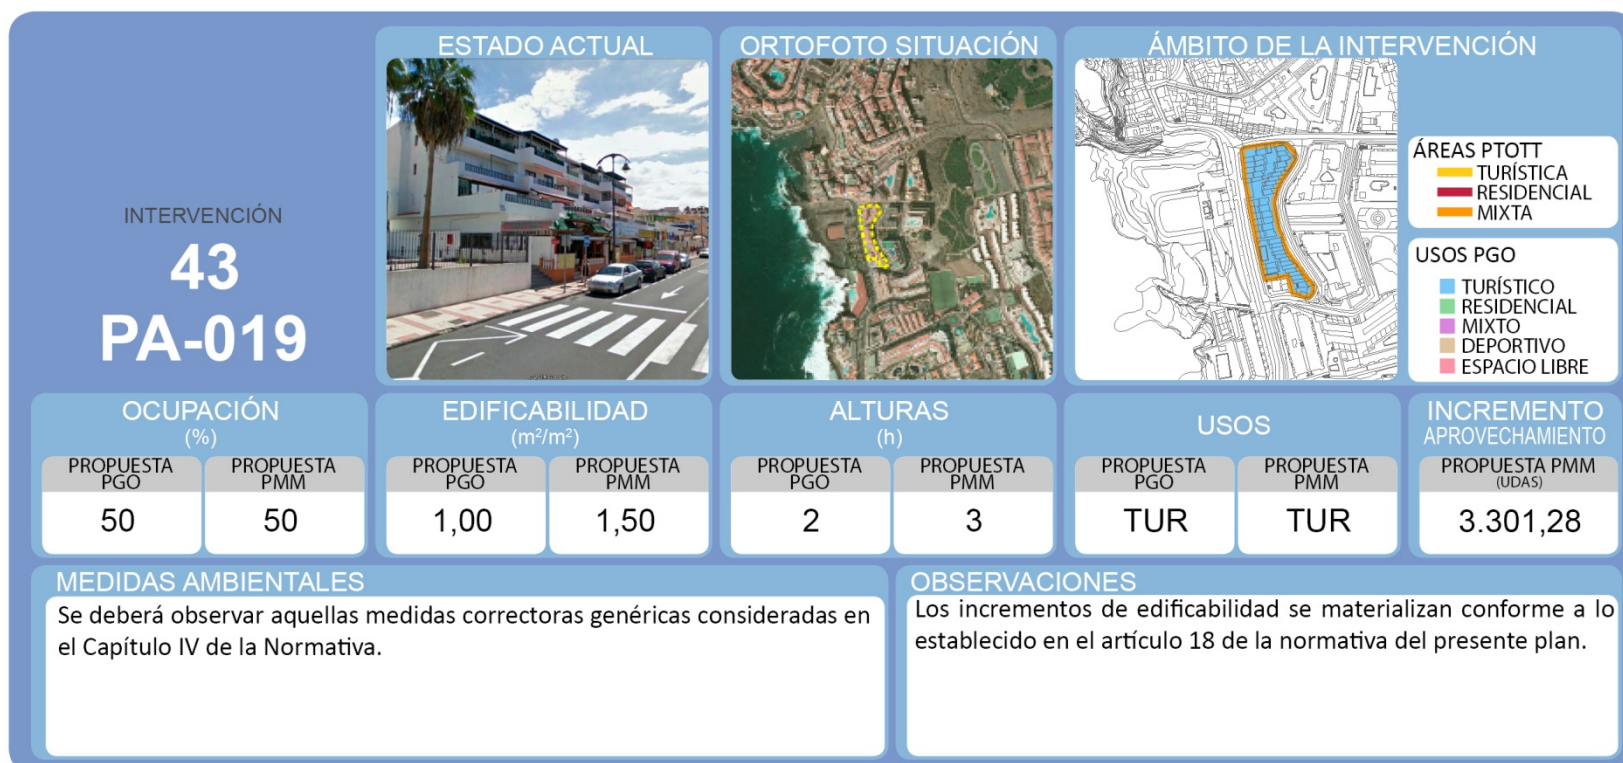 INTERVENCIÓN
43
PA-019
ESTADO ACTUAL
ORTOFOTO SITUACIÓN
ÁMBITO DE LA INTERVENCIÓN
ÁREAS PTOTT
TURÍSTICA
RESIDENCIAL
MIXTA
USOS PGO
TURÍSTICO
RESIDENCIAL
MIXTO
DEPORTIVO
ESPACIO LIBRE
OCUPACIÓN
(%)
PROPUESTA
PGO
50
PROPUESTA
PMM
50
EDIFICABILIDAD
(m²/m²)
PROPUESTA
PGO
1,00
PROPUESTA
PMM
1,50
ALTURAS
(h)
PROPUESTA
PGO
2
PROPUESTA
PMM
3
USOS
PROPUESTA
PGO
TUR
PROPUESTA
PMM
TUR
INCREMENTO
APROVECHAMIENTO
PROPUESTA PMM
(UDAS)
3.301,28
MEDIDAS AMBIENTALES
Se deberá observar aquellas medidas correctoras genéricas consideradas en
el Capítulo IV de la Normativa.
OBSERVACIONES
Los incrementos de edificabilidad se materializan conforme a lo
establecido en el artículo 18 de la normativa del presente plan.